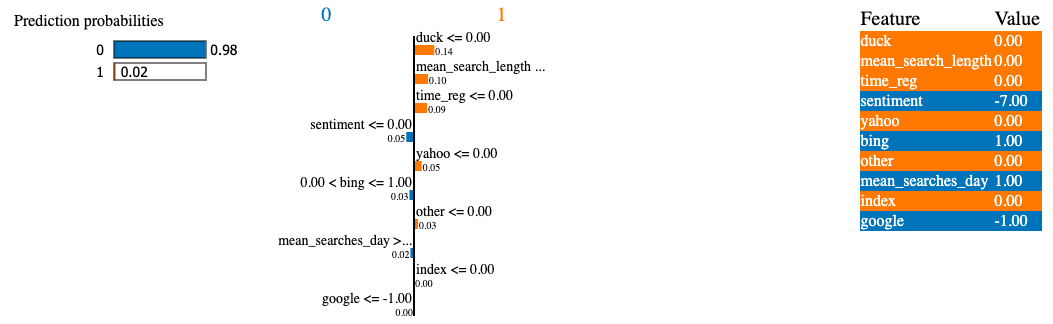 Prediction probabilities
0 0.98
1 0.02
0 1
duck <= 0.00
0.14
mean_search_length ...
0.10
time_reg <= 0.00
0.09
sentiment <= 0.00
0.05
yahoo <= 0.00
0.05
0.00 < bing <= 1.00
0.03
other <= 0.00
0.03
mean_searches_day >...
0.02
index <= 0.00
0.00
google <= -1.00
0.00
Feature Value
duck 0.00
mean_search_length 0.00
time_reg 0.00
sentiment -7.00
yahoo 0.00
bing 1.00
other 0.00
mean_searches_day 1.00
index 0.00
google -1.00